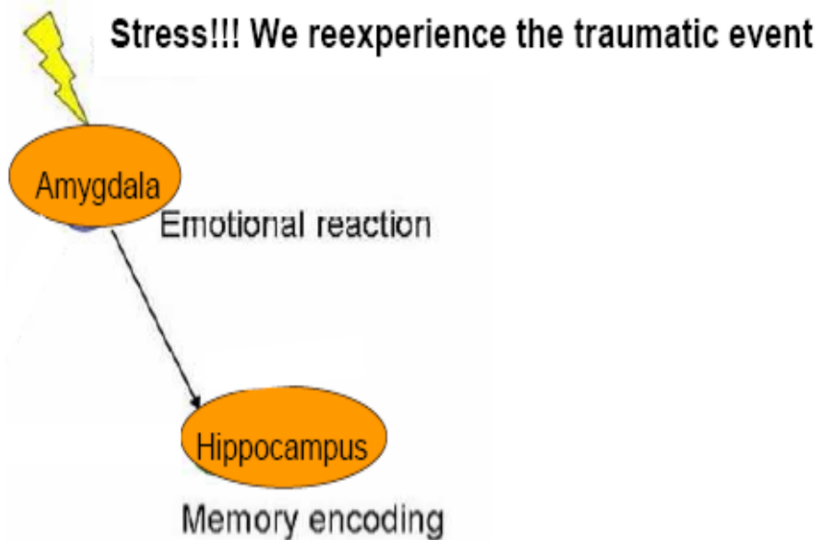 Stress!!! We reexperience the traumatic event
Amygdala
Emotional reaction
Hippocampus
Memory encoding